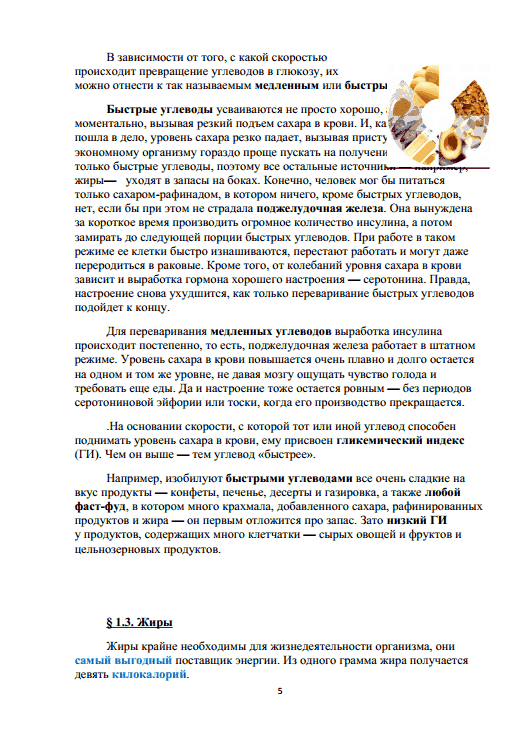 В зависимости от того, с какой скоростью
происходит превращение углеводов в глюкозу, их
можно отнести к так называемым медленным или быстры
Быстрые углеводы усваиваются не просто хорошо,
моментально, вызывая резкий подъем сахара в крови. И, ка
пошла в дело, уровень сахара резко падает, вызывая присту
экономному организму гораздо проще пускать на получени
только быстрые углеводы, поэтому все остальные источники — например,
жиры— уходят в запасы на боках. Конечно, человек мог бы питаться
только сахаром-рафинадом, в котором ничего, кроме быстрых углеводов,
нет, если бы при этом не страдала поджелудочная железа. Она вынуждена
за короткое время производить огромное количество инсулина, а потом
замирать до следующей порции быстрых углеводов. При работе в таком
режиме ее клетки быстро изнашиваются, перестают работать и могут даже
переродиться в раковые. Кроме того, от колебаний уровня сахара в крови
зависит и выработка гормона хорошего настроения — серотонина. Правда,
настроение снова ухудшится, как только переваривание быстрых углеводов
подойдет к концу.
Для переваривания медленных углеводов выработка инсулина
происходит постепенно, то есть, поджелудочная железа работает в штатном
режиме. Уровень сахара в крови повышается очень плавно и долго остается
на одном и том же уровне, не давая мозгу ощущать чувство голода и
требовать еще еды. Да и настроение тоже остается ровным — без периодов
серотониновой эйфории или тоски, когда его производство прекращается.
.На основании скорости, с которой тот или иной углевод способен
поднимать уровень сахара в крови, ему присвоен гликемический индекс
(ГИ). Чем он выше — тем углевод «быстрее».
Например, изобилуют быстрыми углеводами все очень сладкие на
вкус продукты — конфеты, печенье, десерты и газировка, а также любой
фаст-фуд, в котором много крахмала, добавленного сахара, рафинированных
продуктов и жира — он первым отложится про запас. Зато низкий ГИ
у продуктов, содержащих много клетчатки — сырых овощей и фруктов и
цельнозерновых продуктов.
§ 1.3. Жиры
Жиры крайне необходимы для жизнедеятельности организма, они
самый выгодный поставщик энергии. Из одного грамма жира получается
девять килокалорий.
5